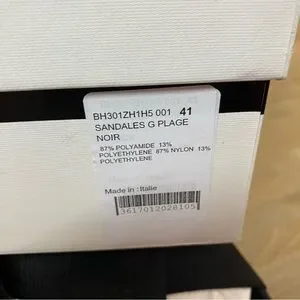 BH301ZH1H5 001 41
SANDALES G PLAGE
NOIR
87% POLYAMIDE 13%
POLYETHYLENE 87% NYLON 13%
POLYETHYLENE
Made in : Italie
3617012028105